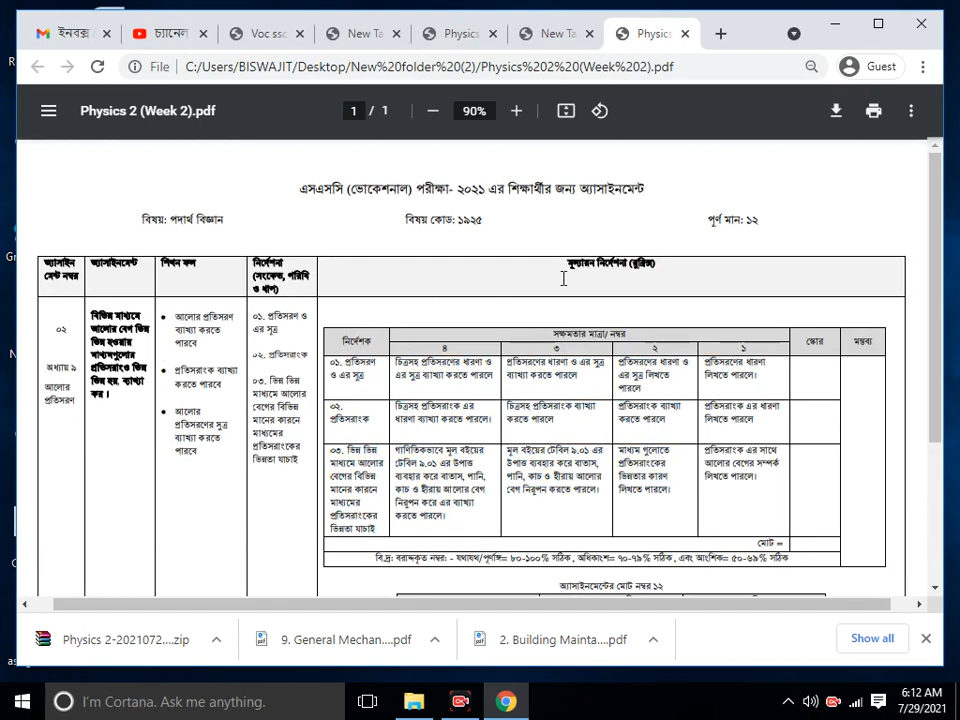 ইনবক্স
চ্যানেল
Voc ssc
New Ta
Physics
New Ta
Physics
File
C:/Users/BISWAJIT/Desktop/New%20folder%20(2)/Physics%202%20(Week%202).pdf
Guest
Physics 2 (Week 2).pdf
1 / 1
90%
এসএসসি (ভোকেশনাল) পরীক্ষা- ২০২১ এর শিক্ষার্থীর জন্য অ্যাসাইনমেন্ট
বিষয়: পদার্থ বিজ্ঞান
বিষয় কোড: ১৯২৫
পূর্ণ মান: ১২
অ্যাসাইন
মেন্ট নম্বর
অ্যাসাইনমেন্ট
শিখন ফল
নির্দেশনা
(সংকেত, পরিধি
ও ধাপ)
মূল্যায়ন নির্দেশনা (রুব্রিক্স)
০২
অধ্যায় ৯
আলোর
প্রতিসরণ
বিভিন্ন মাধ্যমে
আলোর বেগ ভিন্ন
ভিন্ন হওয়ার
মাধ্যমগুলোর
প্রতিসরাংও ভিন্ন
ভিন্ন হয়, ব্যাখ্যা
কর ।
• আলোর প্রতিসরণ
ব্যাখ্যা করতে
পারবে
• প্রতিসরাংক ব্যাখ্যা
করতে পারবে
• আলোর
প্রতিসরণের সুত্র
ব্যাখ্যা করতে
পারবে
০১. প্রতিসরণ ও
এর সুত্র
০২. প্রতিসরাংক
০৩. ভিন্ন ভিন্ন
মাধ্যমে আলোর
বেগের বিভিন্ন
মানের কারনে
মাধ্যমের
প্রতিসরাংকের
ভিন্নতা যাচাই
নির্দেশক
সক্ষমতার মাত্রা/ নম্বর
স্কোর
মন্তব্য
৪
৩
২
১
০১. প্রতিসরণ
ও এর সুত্র
চিত্রসহ প্রতিসরণের ধারণা ও
এর সুত্র ব্যাখ্যা করতে পারলে
প্রতিসরণের ধারণা ও এর সুত্র
ব্যাখ্যা করতে পারলে
প্রতিসরণের ধারণা ও
এর সুত্র লিখতে
পারলে
প্রতিসরণের ধারণা
লিখতে পারলে।
০২.
প্রতিসরাংক
চিত্রসহ প্রতিসরাংক এর
ধারণা ব্যাখ্যা করতে পারলে।
চিত্রসহ প্রতিসরাংক ব্যাখ্যা
করতে পারলে
প্রতিসরাংক ব্যাখ্যা
করতে পারলে
প্রতিসরাংক এর ধারণা
লিখতে পারলে
০৩. ভিন্ন ভিন্ন
মাধ্যমে আলোর
বেগের বিভিন্ন
মানের কারনে
মাধ্যমের
প্রতিসরাংকের
ভিন্নতা যাচাই
গাণিতিকভাবে মূল বইয়ের
টেবিল ৯.০১ এর উপাত্ত
ব্যবহার করে বাতাস, পানি,
কাচ ও হীরায় আলোর বেগ
নিরুপন করে এর ব্যাখ্যা
করতে পারলে।
মূল বইয়ের টেবিল ৯.০১ এর
উপাত্ত ব্যবহার করে বাতাস,
পানি, কাচ ও হীরায় আলোর
বেগ নিরুপন করতে পারলে।
মাধ্যম গুলোতে
প্রতিসরাংকের
ভিন্নতার কারণ
লিখতে পারলে।
প্রতিসরাংক এর সাথে
আলোর বেগের সম্পর্ক
লিখতে পারলে।
মোট =
বি.দ্র: বরাদ্দকৃত নম্বর: - যথাযথ/পূর্ণাঙ্গ= ৮০-১০০% সঠিক, অধিকাংশ= ৭০-৭৯% সঠিক, এবং আংশিক= ৫০-৬৯% সঠিক
অ্যাসাইনমেন্টের মোট নম্বর ১২
Physics 2-2021072....zip
9. General Mechan....pdf
2. Building Mainta....pdf
Show all
I'm Cortana. Ask me anything.
6:12 AM
7/29/2021